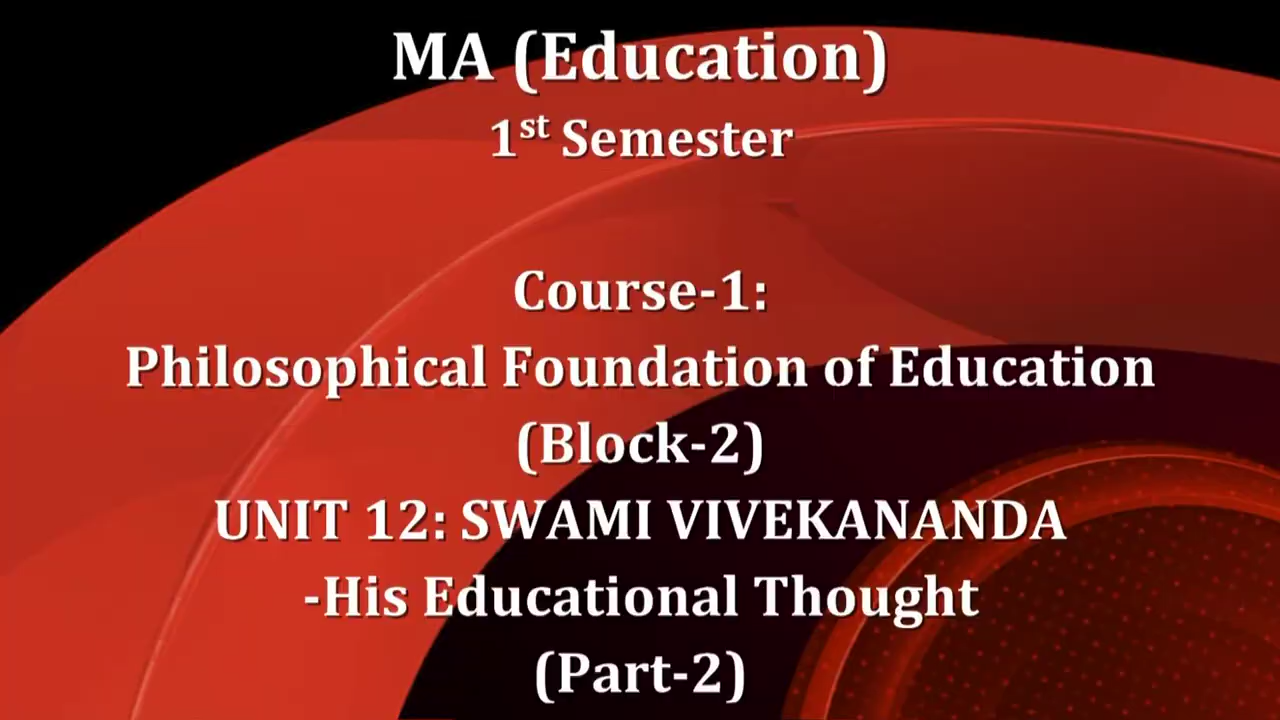 MA (Education)
1st Semester
Course-1:
Philosophical Foundation of Education
(Block-2)
UNIT 12: SWAMI VIVEKANANDA
-His Educational Thought
(Part-2)